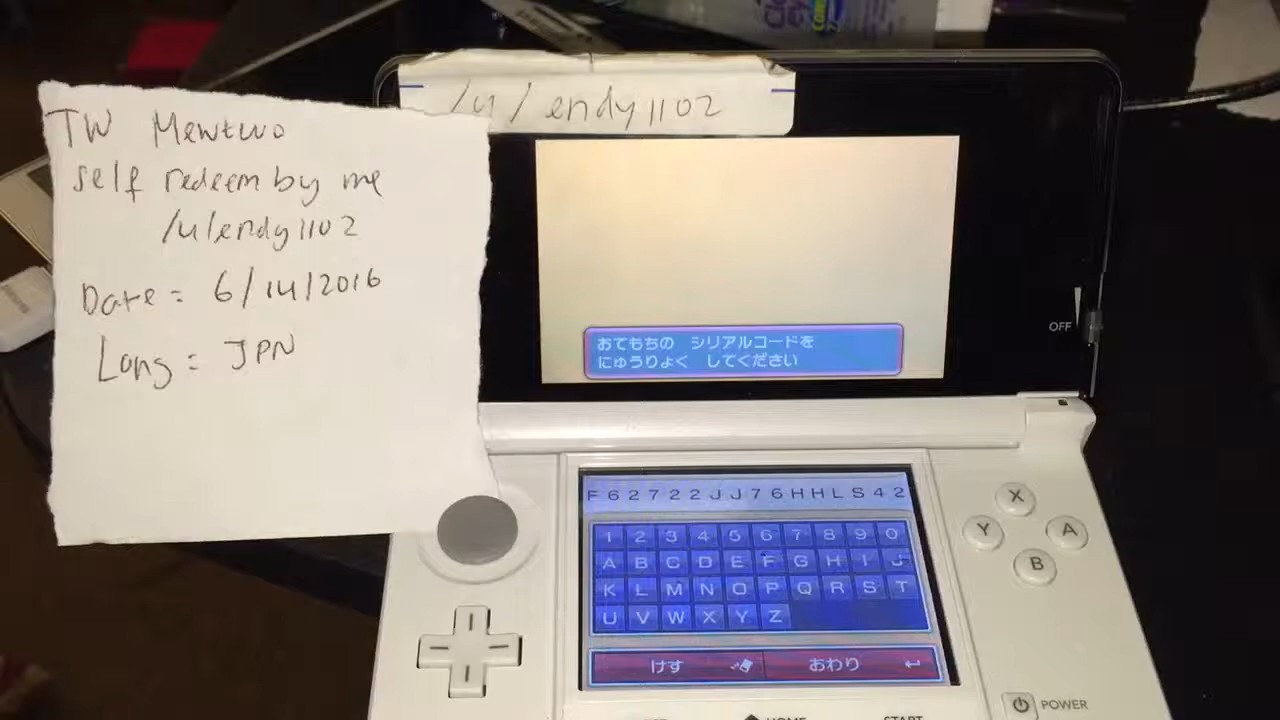 TW Mewtwo
self redeem by me
/u/endy1102
Date = 6/14/2016
Lang = JPN
/u/endy1102
おてもちの シリアルコードを
にゅうりょく してください
OFF
F62722JJ76HHLS42
1 2 3 4 5 6 7 8 9 0
A B C D E F G H I J
K L M N O P Q R S T
U V W X Y Z
けす おわり
X
Y A
B
POWER
HOME START